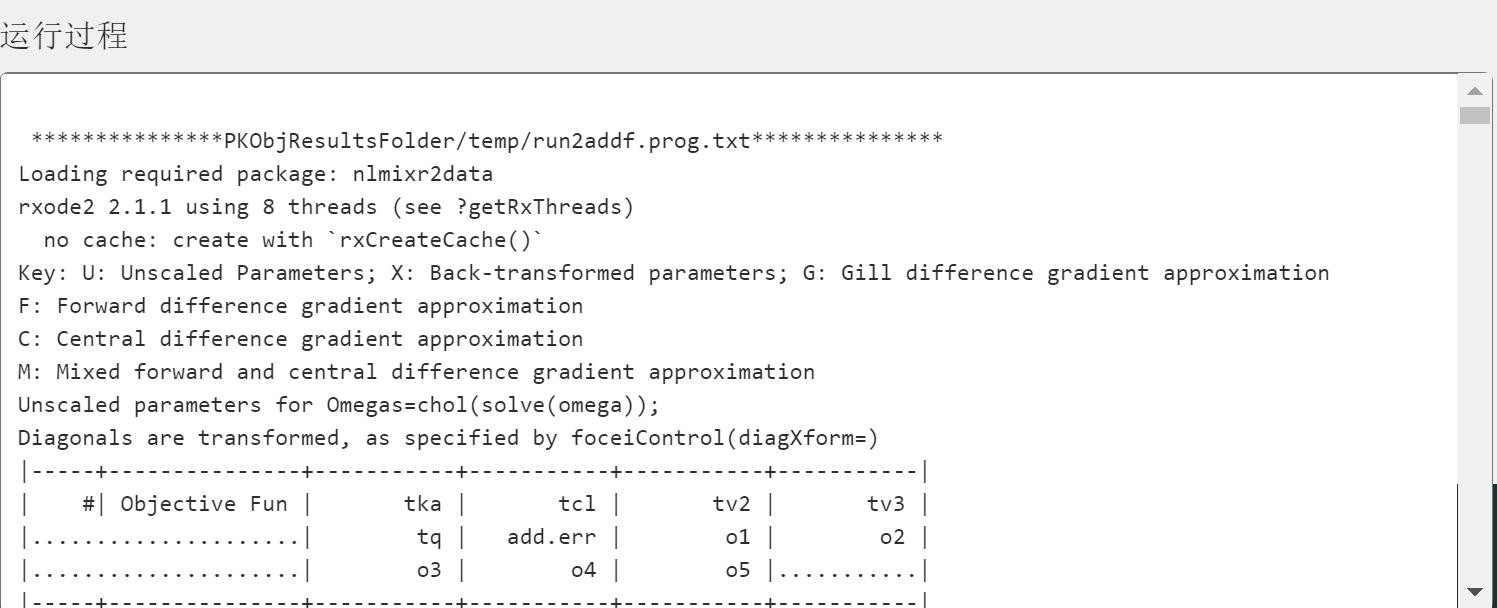 运行过程
***************PKObjResultsFolder/temp/run2addf.prog.txt***************
Loading required package: nlmixr2data
rxode2 2.1.1 using 8 threads (see ?getRxThreads)
  no cache: create with `rxCreateCache()`
Key: U: Unscaled Parameters; X: Back-transformed parameters; G: Gill difference gradient approximation
F: Forward difference gradient approximation
C: Central difference gradient approximation
M: Mixed forward and central difference gradient approximation
Unscaled parameters for Omegas=chol(solve(omega));
Diagonals are transformed, as specified by foceiControl(diagXform=)
|-----+---------------+-----------+-----------+-----------+-----------|
|    #| Objective Fun |       tka |       tcl |       tv2 |       tv3 |
|.....................|        tq |   add.err |        o1 |        o2 |
|.....................|        o3 |        o4 |        o5 |...........|
|-----+---------------+-----------+-----------+-----------+-----------|